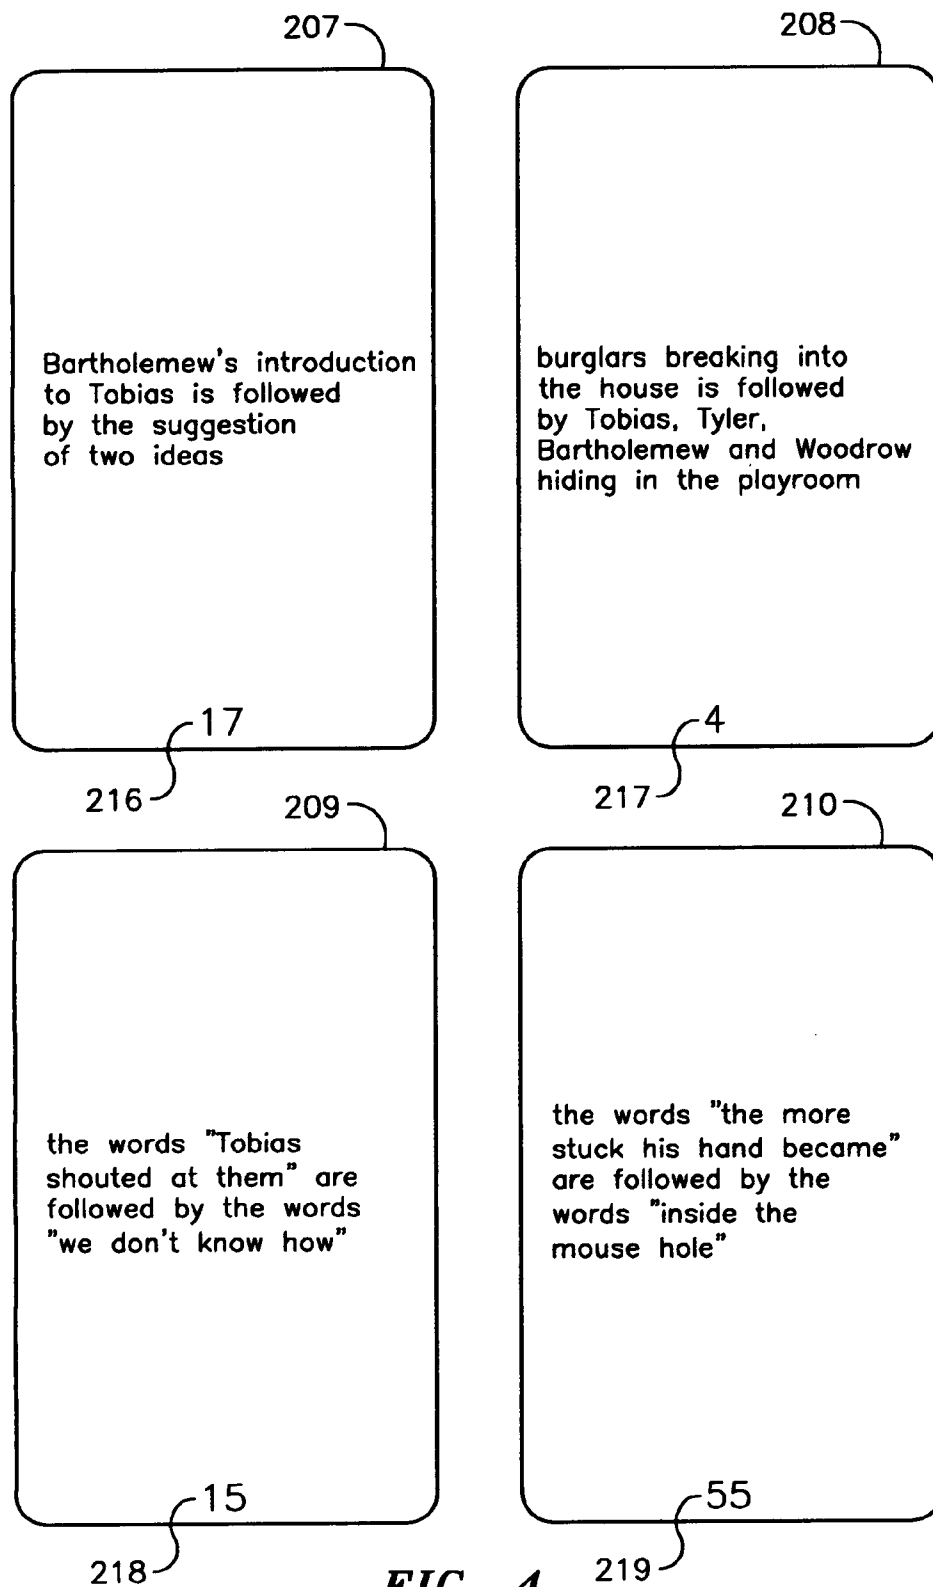 207
208
Bartholemew's introduction
to Tobias is followed
by the suggestion
of two ideas
burglars breaking into
the house is followed
by Tobias, Tyler,
Bartholemew and Woodrow
hiding in the playroom
17
4
216
217
209
210
the words "Tobias
shouted at them" are
followed by the words
"we don't know how"
the words "the more
stuck his hand became"
are followed by the
words "inside the
mouse hole"
15
55
218
219
FIG. 4